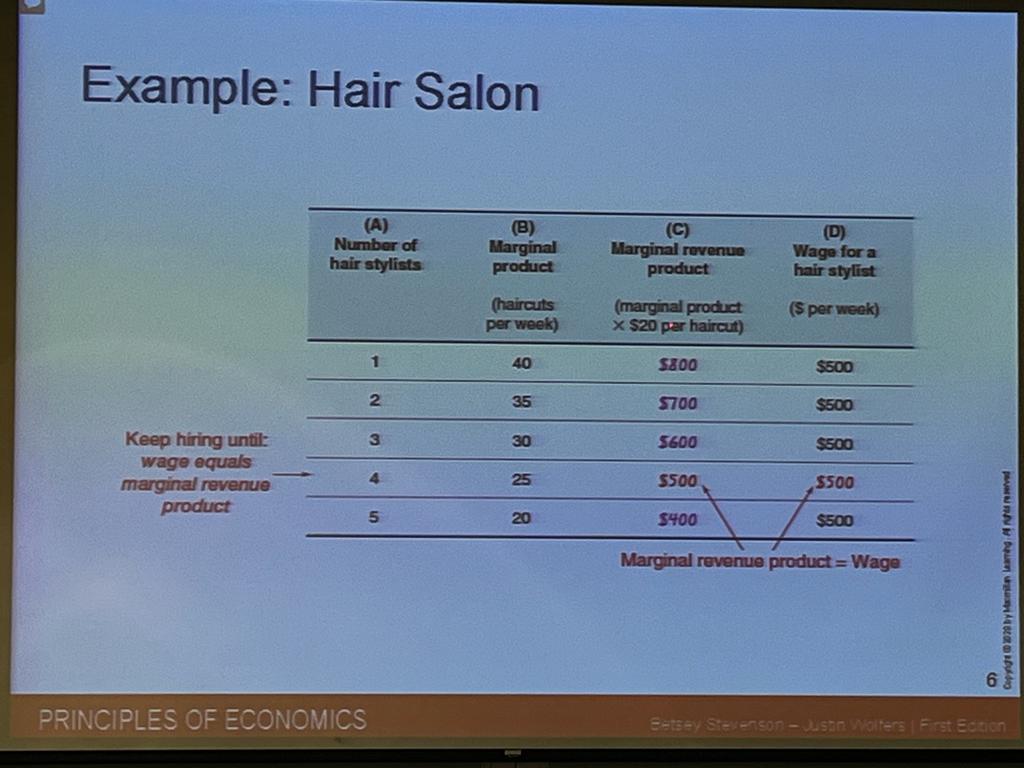 Example: Hair Salon
(A) (B) (C) (D)
Number of Marginal Marginal revenue Wage for a
hair stylists product product hair stylist
(haircuts (marginal product ($ per week)
per week) × $20 per haircut)
1 40 $800 $500
2 35 $700 $500
3 30 $600 $500
4 25 $500 $500
5 20 $400 $500
Keep hiring until:
wage equals
marginal revenue
product
Marginal revenue product = Wage
Copyright © 2020 by Macmillan Learning. All rights reserved
6
PRINCIPLES OF ECONOMICS
Betsey Stevenson – Justin Wolfers | First Edition